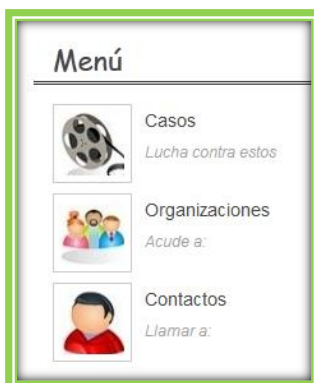 Menú
Casos
Lucha contra estos
Organizaciones
Acude a:
Contactos
Llamar a: